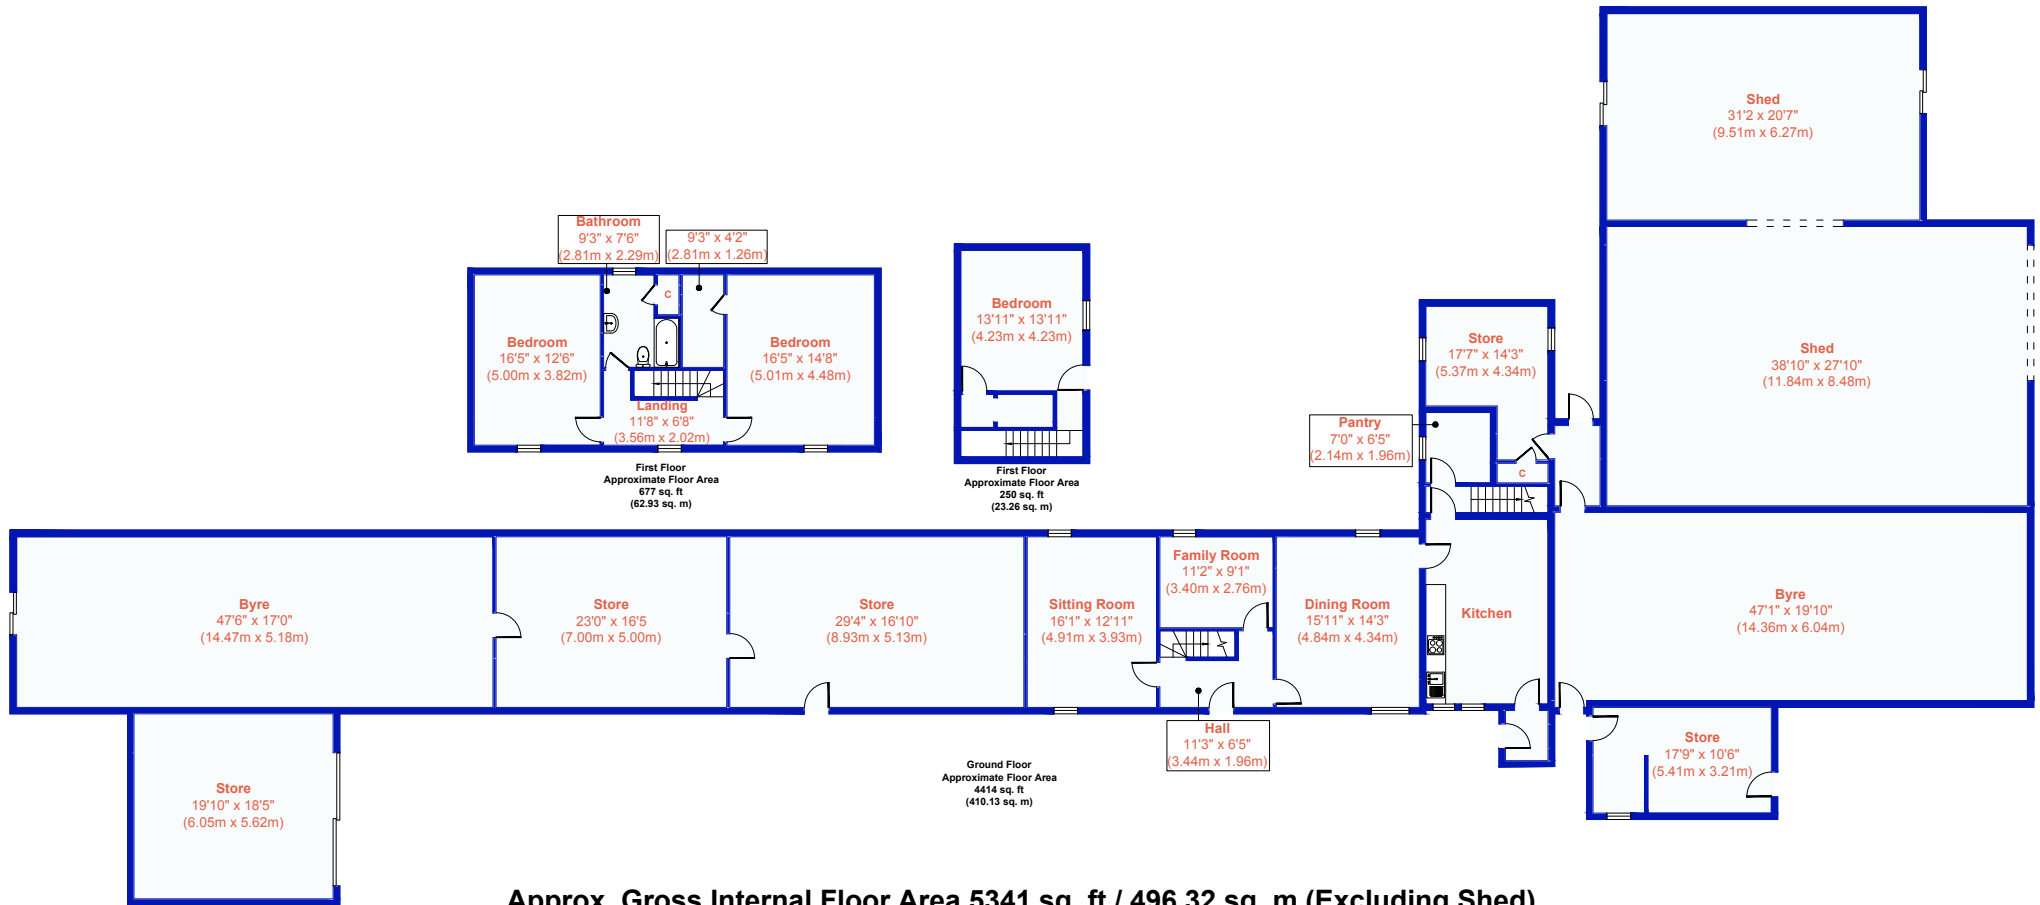 Shed
31'2 x 20'7"
(9.51m x 6.27m)
Bathroom
9'3" x 7'6"
(2.81m x 2.29m)
9'3" x 4'2"
(2.81m x 1.26m)
C
Bedroom
16'5" x 12'6"
(5.00m x 3.82m)
Bedroom
16'5" x 14'8"
(5.01m x 4.48m)
Landing
11'8" x 6'8"
(3.56m x 2.02m)
First Floor
Approximate Floor Area
677 sq. ft
(62.93 sq. m)
Bedroom
13'11" x 13'11"
(4.23m x 4.23m)
First Floor
Approximate Floor Area
250 sq. ft
(23.26 sq. m)
Store
17'7" x 14'3"
(5.37m x 4.34m)
Shed
38'10" x 27'10"
(11.84m x 8.48m)
Pantry
7'0" x 6'5"
(2.14m x 1.96m)
C
Byre
47'6" x 17'0"
(14.47m x 5.18m)
Store
23'0" x 16'5
(7.00m x 5.00m)
Store
29'4" x 16'10"
(8.93m x 5.13m)
Sitting Room
16'1" x 12'11"
(4.91m x 3.93m)
Family Room
11'2" x 9'1"
(3.40m x 2.76m)
Dining Room
15'11" x 14'3"
(4.84m x 4.34m)
Kitchen
Byre
47'1" x 19'10"
(14.36m x 6.04m)
Hall
11'3" x 6'5"
(3.44m x 1.96m)
Store
17'9" x 10'6"
(5.41m x 3.21m)
Store
19'10" x 18'5"
(6.05m x 5.62m)
Ground Floor
Approximate Floor Area
4414 sq. ft
(410.13 sq. m)
Approx. Gross Internal Floor Area 5341 sq. ft / 496.32 sq. m (Excluding Shed)